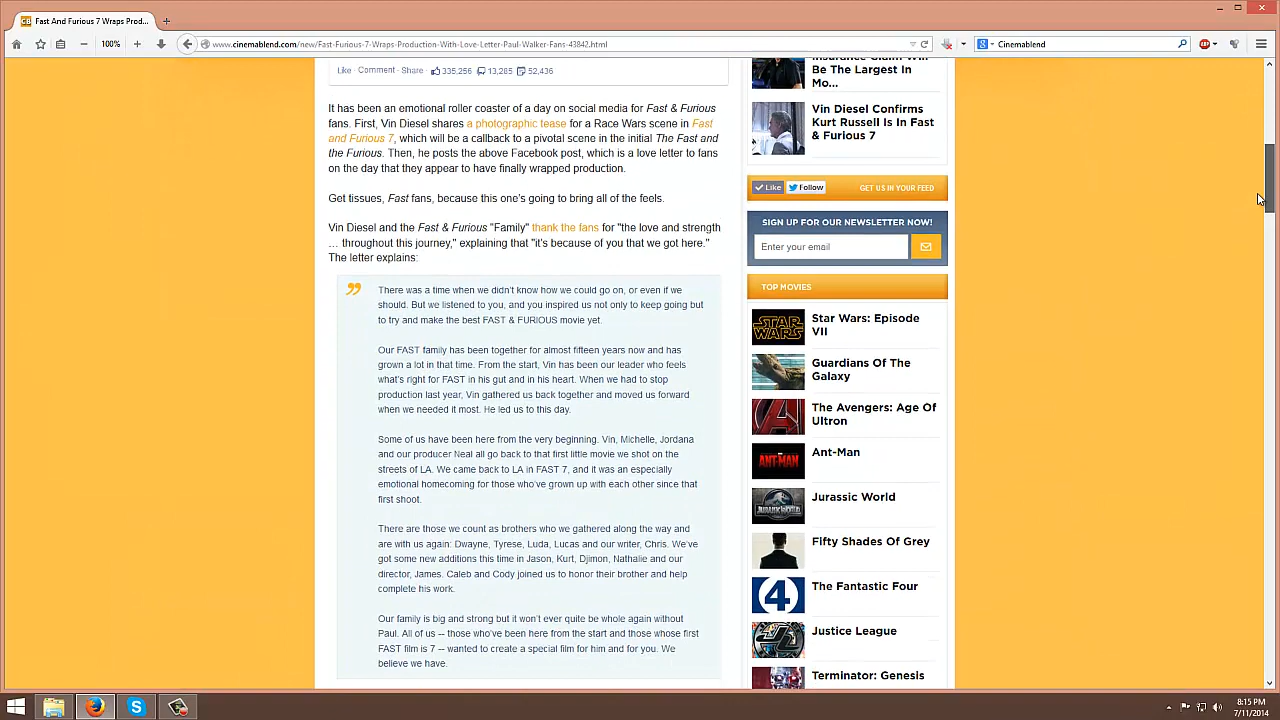 Fast And Furious 7 Wraps Prod...
100%
www.cinemablend.com/new/Fast-Furious-7-Wraps-Production-With-Love-Letter-Paul-Walker-Fans-43842.html
Cinemablend
Like · Comment · Share · 335,256 13,285 52,436
It has been an emotional roller coaster of a day on social media for Fast & Furious
fans. First, Vin Diesel shares a photographic tease for a Race Wars scene in Fast
and Furious 7, which will be a callback to a pivotal scene in the initial The Fast and
the Furious. Then, he posts the above Facebook post, which is a love letter to fans
on the day that they appear to have finally wrapped production.
Get tissues, Fast fans, because this one's going to bring all of the feels.
Vin Diesel and the Fast & Furious "Family" thank the fans for "the love and strength
... throughout this journey," explaining that "it's because of you that we got here."
The letter explains:
There was a time when we didn't know how we could go on, or even if we
should. But we listened to you, and you inspired us not only to keep going but
to try and make the best FAST & FURIOUS movie yet.
Our FAST family has been together for almost fifteen years now and has
grown a lot in that time. From the start, Vin has been our leader who feels
what's right for FAST in his gut and in his heart. When we had to stop
production last year, Vin gathered us back together and moved us forward
when we needed it most. He led us to this day.
Some of us have been here from the very beginning. Vin, Michelle, Jordana
and our producer Neal all go back to that first little movie we shot on the
streets of LA. We came back to LA in FAST 7, and it was an especially
emotional homecoming for those who've grown up with each other since that
first shoot.
There are those we count as brothers who we gathered along the way and
are with us again: Dwayne, Tyrese, Luda, Lucas and our writer, Chris. We've
got some new additions this time in Jason, Kurt, Djimon, Nathalie and our
director, James. Caleb and Cody joined us to honor their brother and help
complete his work.
Our family is big and strong but it won't ever quite be whole again without
Paul. All of us -- those who've been here from the start and those whose first
FAST film is 7 -- wanted to create a special film for him and for you. We
believe we have.
Insurance Claim Will
Be The Largest In
Mo...
Vin Diesel Confirms
Kurt Russell Is In Fast
& Furious 7
Like Follow GET US IN YOUR FEED
SIGN UP FOR OUR NEWSLETTER NOW!
Enter your email
TOP MOVIES
STAR WARS
Star Wars: Episode
VII
Guardians Of The
Galaxy
The Avengers: Age Of
Ultron
ANT-MAN
Ant-Man
JURASSIC WORLD
Jurassic World
Fifty Shades Of Grey
4
The Fantastic Four
Justice League
Terminator: Genesis
8:15 PM
7/11/2014